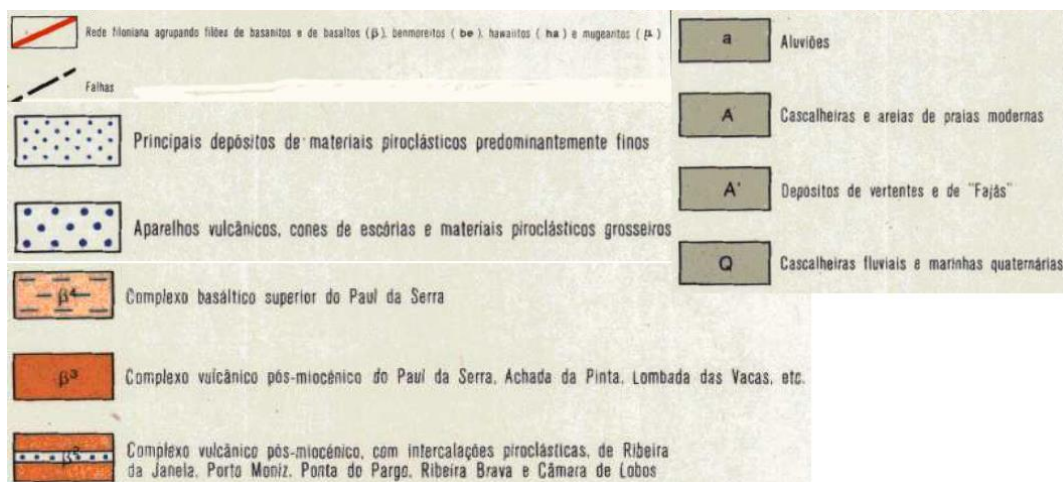 Rede filoniana agrupando filões de basanitos e de basaltos (β), benmoreitos ( be ), hawaiitos ( ha ) e mugearitos ( μ )
Falhas
Principais depósitos de materiais piroclásticos predominantemente finos
Aparelhos vulcânicos, cones de escórias e materiais piroclásticos grosseiros
β⁴
Complexo basáltico superior do Paul da Serra
β³
Complexo vulcânico pós-miocénico do Paul da Serra, Achada da Pinta, Lombada das Vacas, etc.
β²
Complexo vulcânico pós-miocénico, com intercalações piroclásticas, de Ribeira
da Janela, Porto Moniz, Ponta do Pargo, Ribeira Brava e Câmara de Lobos
a
Aluviões
A
Cascalheiras e areias de praias modernas
A'
Depósitos de vertentes e de "Fajãs"
Q
Cascalheiras fluviais e marinhas quaternárias